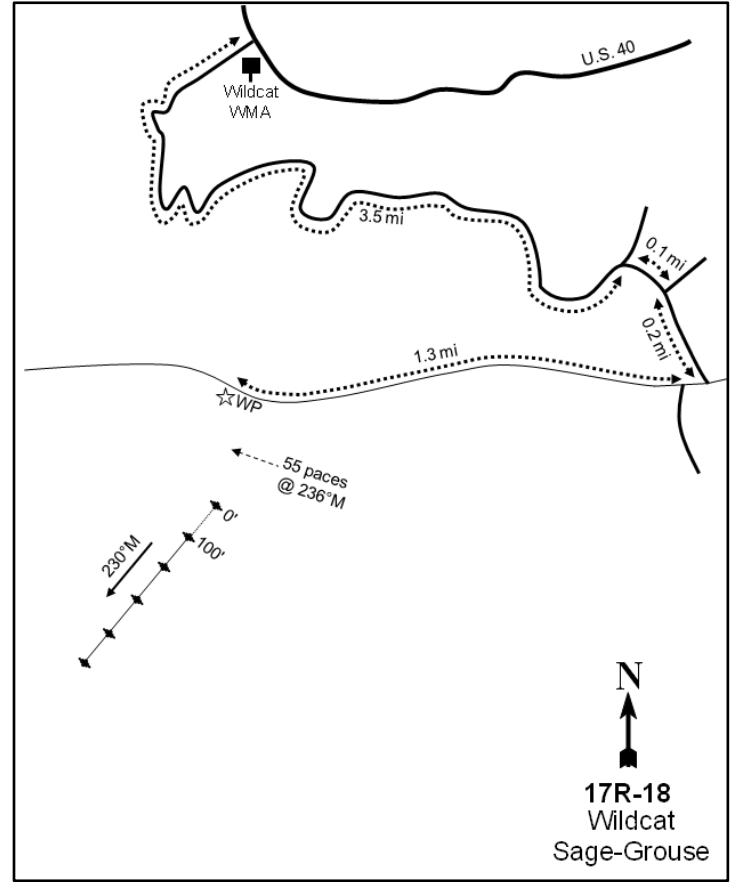 U.S. 40
Wildcat
WMA
3.5 mi
0.1 mi
0.2 mi
1.3 mi
WP
55 paces
@ 236°M
0'
100'
230°M
N
17R-18
Wildcat
Sage-Grouse